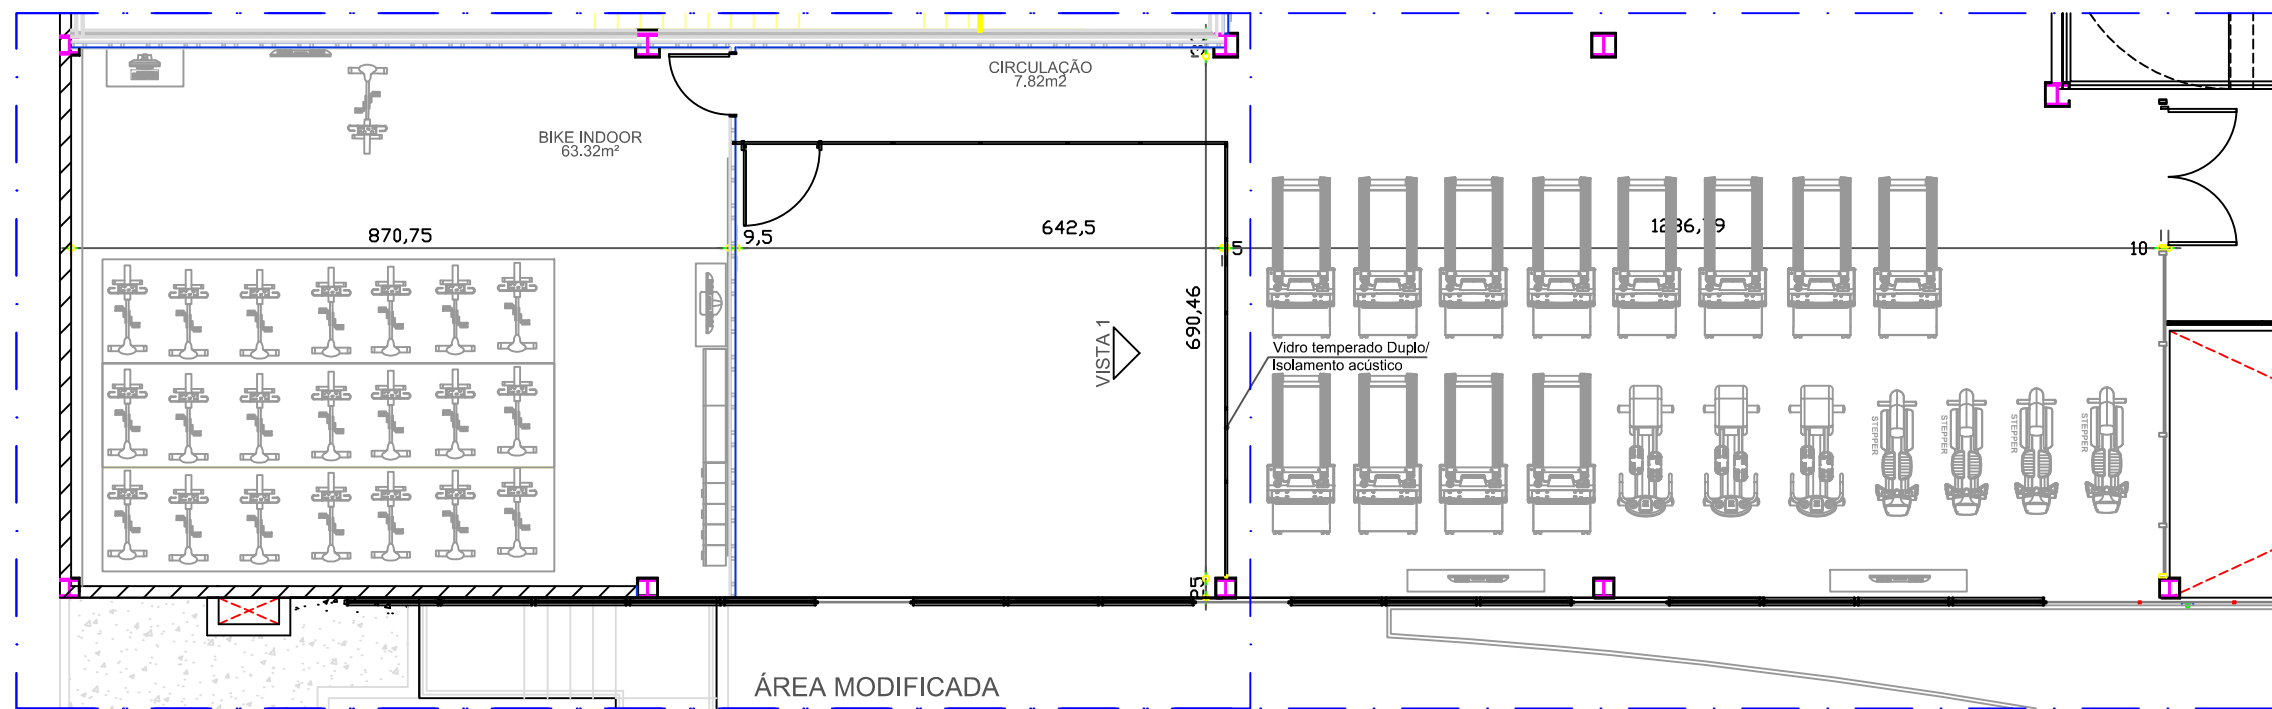 CIRCULAÇÃO
7.82m2
BIKE INDOOR
63.32m²
870,75
9,5
642,5
5
10
690,46
VISTA 1
Vidro temperado Duplo/
Isolamento acústico
STEPPER
STEPPER
STEPPER
STEPPER
ÁREA MODIFICADA